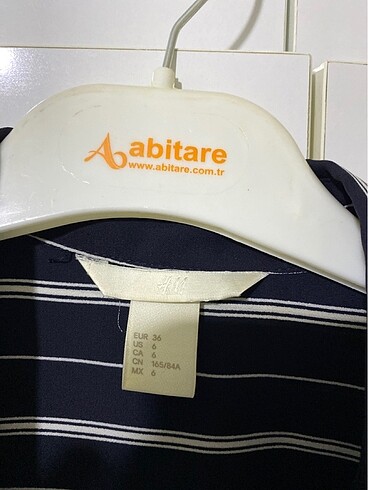 abitare
www.abitare.com.tr
H&M
EUR 36
US 6
CA 6
CN 165/84A
MX 6